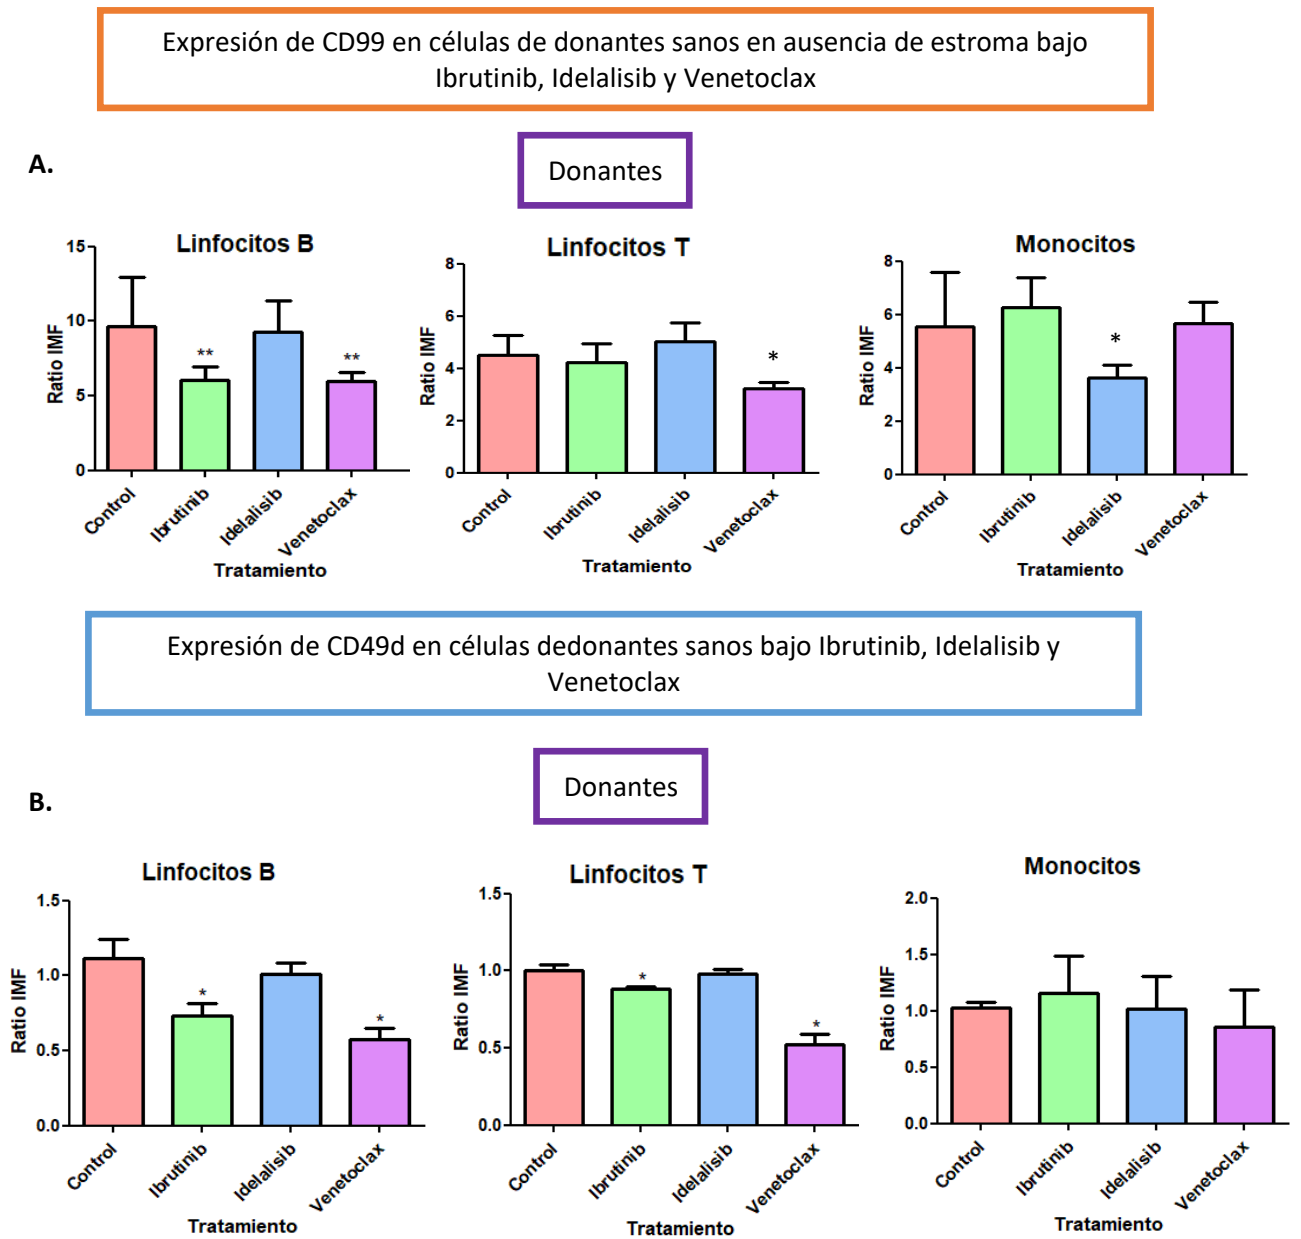 Expresión de CD99 en células de donantes sanos en ausencia de estroma bajo
Ibrutinib, Idelalisib y Venetoclax
A.
Donantes
Linfocitos B
15
10
5
0
Ratio IMF
**
**
Control
Ibrutinib
Idelalisib
Venetoclax
Tratamiento
Linfocitos T
8
6
4
2
0
Ratio IMF
*
Control
Ibrutinib
Idelalisib
Venetoclax
Tratamiento
Monocitos
8
6
4
2
0
Ratio IMF
*
Control
Ibrutinib
Idelalisib
Venetoclax
Tratamiento
Expresión de CD49d en células dedonantes sanos bajo Ibrutinib, Idelalisib y
Venetoclax
Donantes
B.
Linfocitos B
1.5
1.0
0.5
0.0
Ratio IMF
*
*
Control
Ibrutinib
Idelalisib
Venetoclax
Tratamiento
Linfocitos T
1.5
1.0
0.5
0.0
Ratio IMF
*
*
Control
Ibrutinib
Idelalisib
Venetoclax
Tratamiento
Monocitos
2.0
1.5
1.0
0.5
0.0
Ratio IMF
Control
Ibrutinib
Idelalisib
Venetoclax
Tratamiento